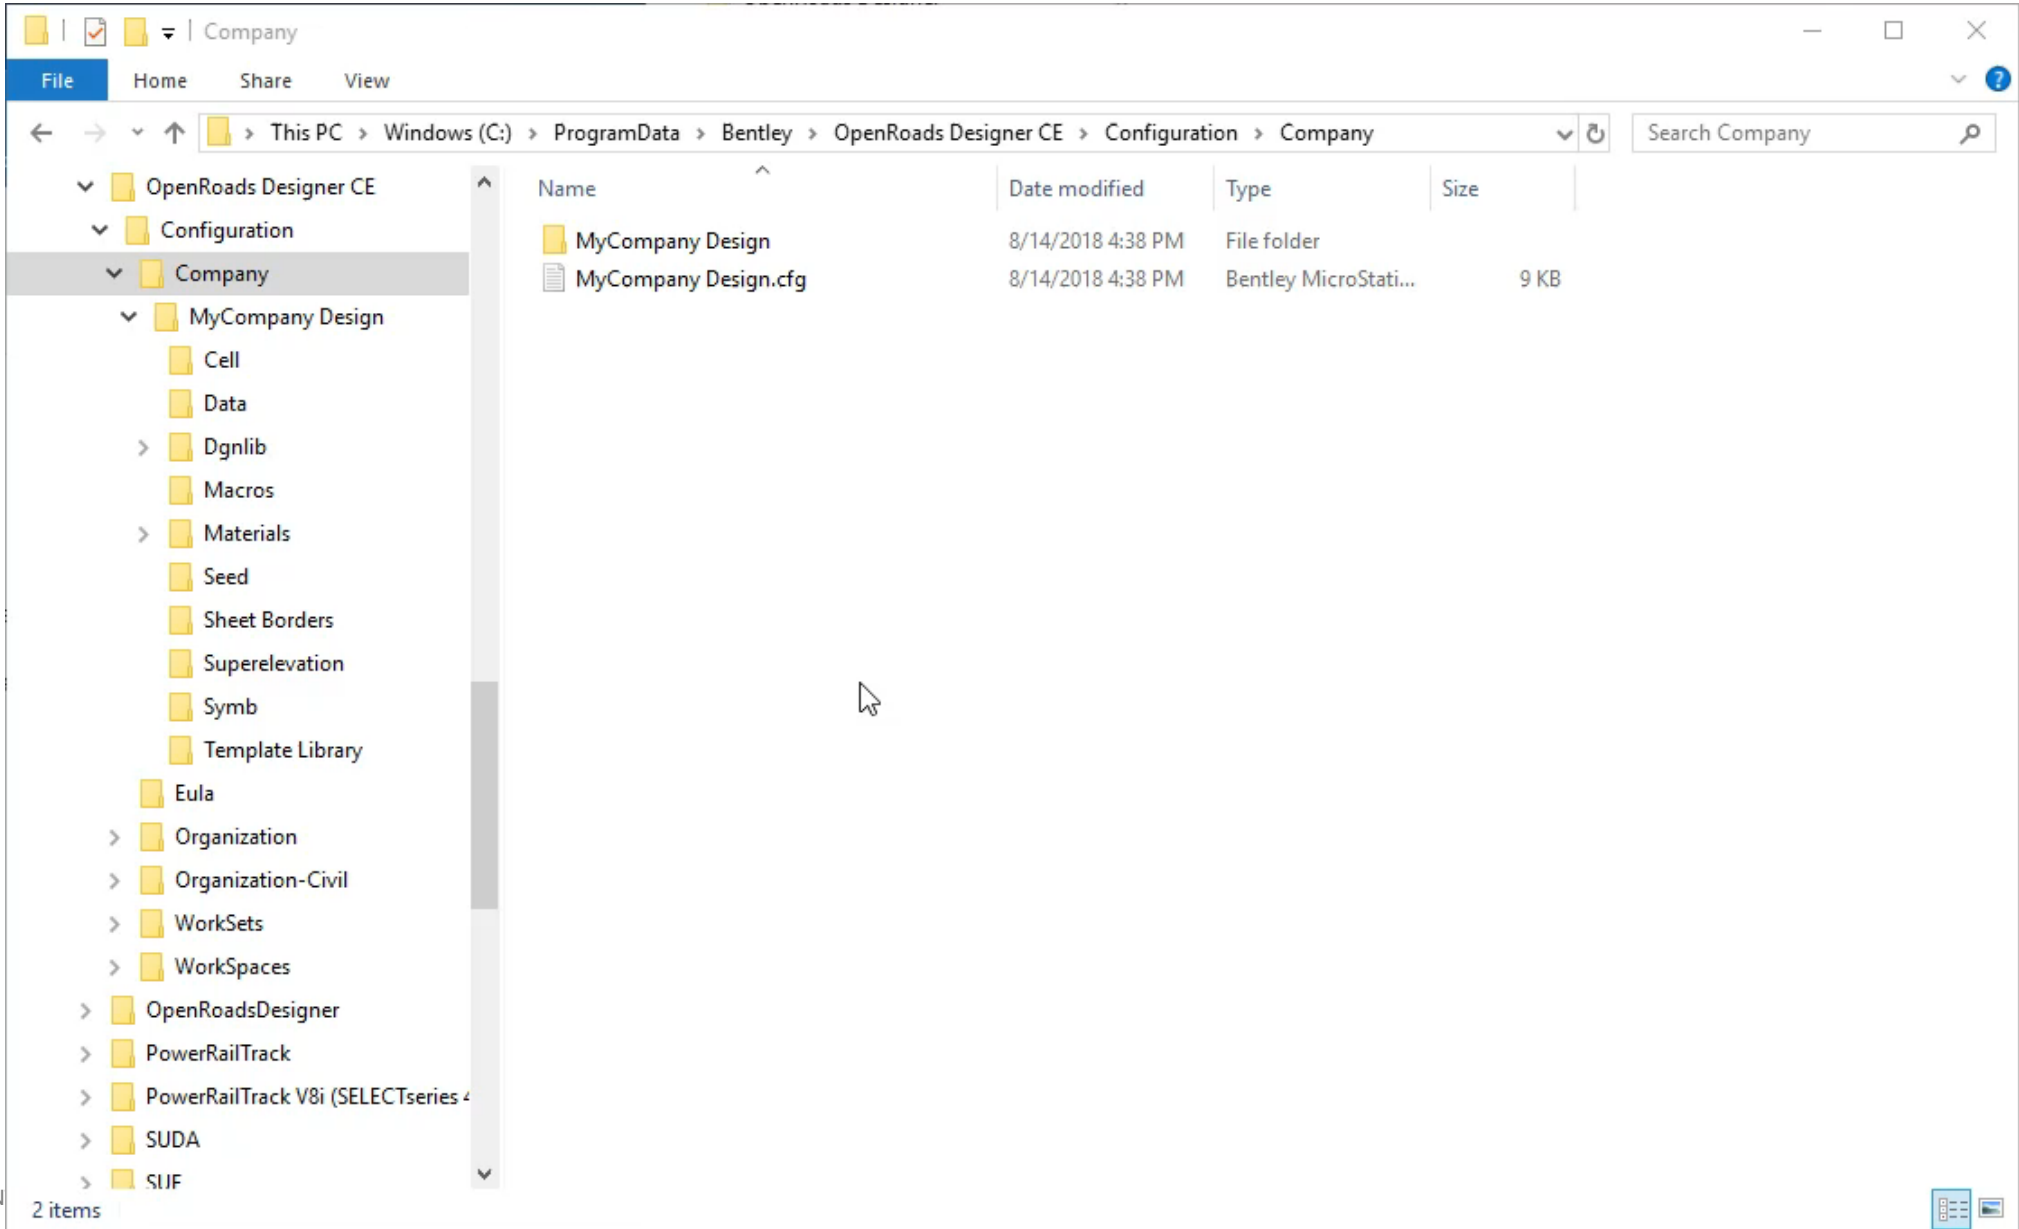 Company
File Home Share View
This PC > Windows (C:) > ProgramData > Bentley > OpenRoads Designer CE > Configuration > Company
Search Company
OpenRoads Designer CE
Configuration
Company
MyCompany Design
Cell
Data
Dgnlib
Macros
Materials
Seed
Sheet Borders
Superelevation
Symb
Template Library
Eula
Organization
Organization-Civil
WorkSets
WorkSpaces
OpenRoadsDesigner
PowerRailTrack
PowerRailTrack V8i (SELECTseries 4
SUDA
SUE
Name Date modified Type Size
MyCompany Design 8/14/2018 4:38 PM File folder
MyCompany Design.cfg 8/14/2018 4:38 PM Bentley MicroStati... 9 KB
2 items